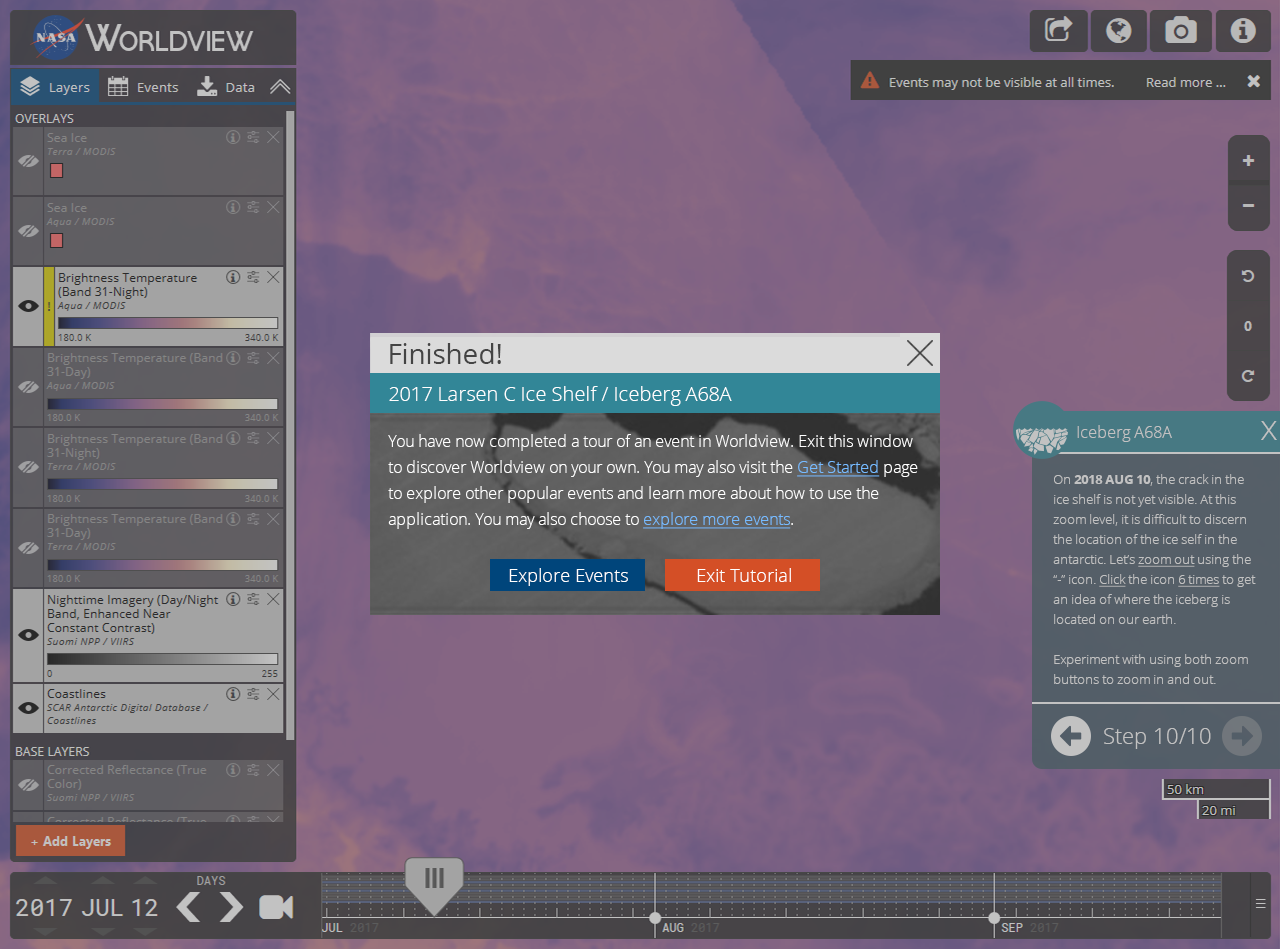 NASA WORLDVIEW
Layers Events Data
Events may not be visible at all times. Read more ...
OVERLAYS
Sea Ice
Terra / MODIS
Sea Ice
Aqua / MODIS
Brightness Temperature
(Band 31-Night)
! Aqua / MODIS
180.0 K 340.0 K
Brightness Temperature (Band
31-Day)
Aqua / MODIS
180.0 K 340.0 K
Brightness Temperature (Band
31-Night)
Terra / MODIS
180.0 K 340.0 K
Brightness Temperature (Band
31-Day)
Terra / MODIS
180.0 K 340.0 K
Nighttime Imagery (Day/Night
Band, Enhanced Near
Constant Contrast)
Suomi NPP / VIIRS
0 255
Coastlines
SCAR Antarctic Digital Database /
Coastlines
BASE LAYERS
Corrected Reflectance (True
Color)
Suomi NPP / VIIRS
Corrected Reflectance (True
+ Add Layers
Finished!
2017 Larsen C Ice Shelf / Iceberg A68A
You have now completed a tour of an event in Worldview. Exit this window
to discover Worldview on your own. You may also visit the Get Started page
to explore other popular events and learn more about how to use the
application. You may also choose to explore more events.
Explore Events Exit Tutorial
+
−
0
Iceberg A68A X
On 2018 AUG 10, the crack in the
ice shelf is not yet visible. At this
zoom level, it is difficult to discern
the location of the ice self in the
antarctic. Let's zoom out using the
“-” icon. Click the icon 6 times to get
an idea of where the iceberg is
located on our earth.
Experiment with using both zoom
buttons to zoom in and out.
Step 10/10
50 km
20 mi
DAYS
2017 JUL 12
JUL 2017 AUG 2017 SEP 2017